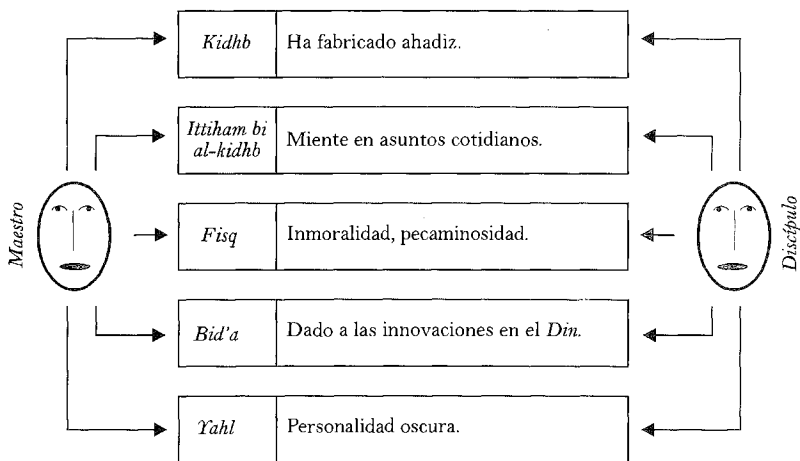 Kidhb Ha fabricado ahadiz.
Ittiham bi
al-kidhb Miente en asuntos cotidianos.
Maestro
Fisq Inmoralidad, pecaminosidad.
Discípulo
Bid'a Dado a las innovaciones en el Din.
Yahl Personalidad oscura.